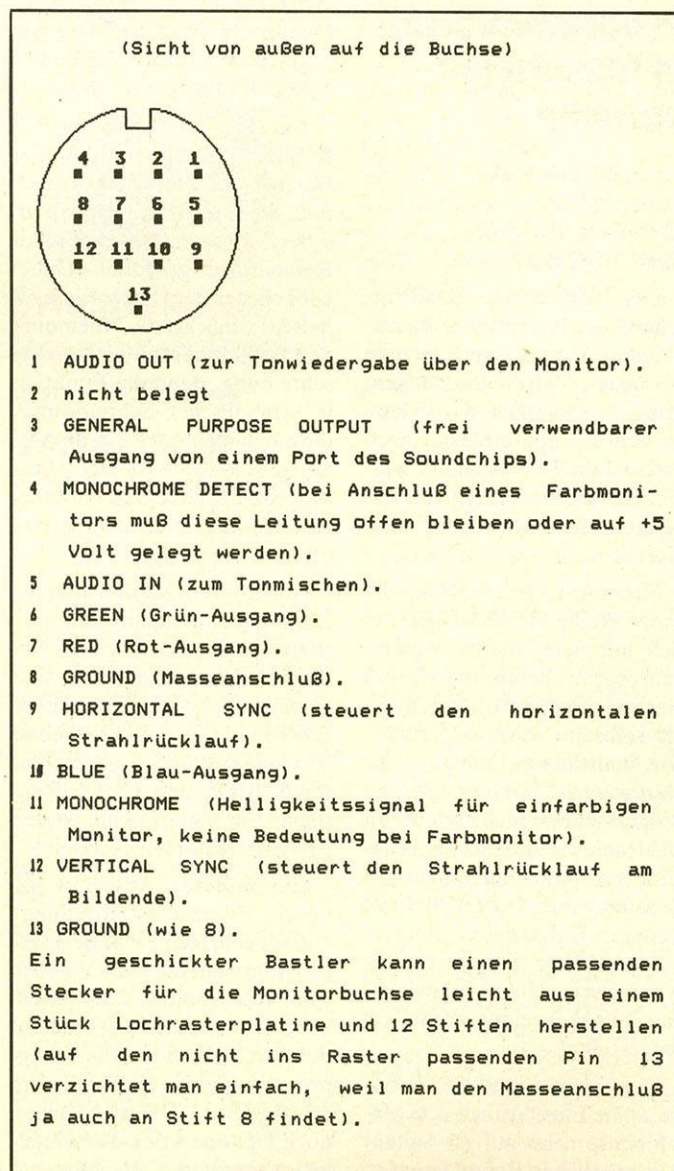 (Sicht von außen auf die Buchse)
4 3 2 1
8 7 6 5
12 11 10 9
13
1 AUDIO OUT (zur Tonwiedergabe über den Monitor).
2 nicht belegt
3 GENERAL PURPOSE OUTPUT (frei verwendbarer
Ausgang von einem Port des Soundchips).
4 MONOCHROME DETECT (bei Anschluß eines Farbmoni-
tors muß diese Leitung offen bleiben oder auf +5
Volt gelegt werden).
5 AUDIO IN (zum Tonmischen).
6 GREEN (Grün-Ausgang).
7 RED (Rot-Ausgang).
8 GROUND (Masseanschluß).
9 HORIZONTAL SYNC (steuert den horizontalen
Strahlrücklauf).
10 BLUE (Blau-Ausgang).
11 MONOCHROME (Helligkeitssignal für einfarbigen
Monitor, keine Bedeutung bei Farbmonitor).
12 VERTICAL SYNC (steuert den Strahlrücklauf am
Bildende).
13 GROUND (wie 8).
Ein geschickter Bastler kann einen passenden
Stecker für die Monitorbuchse leicht aus einem
Stück Lochrasterplatine und 12 Stiften herstellen
(auf den nicht ins Raster passenden Pin 13
verzichtet man einfach, weil man den Masseanschluß
ja auch an Stift 8 findet).